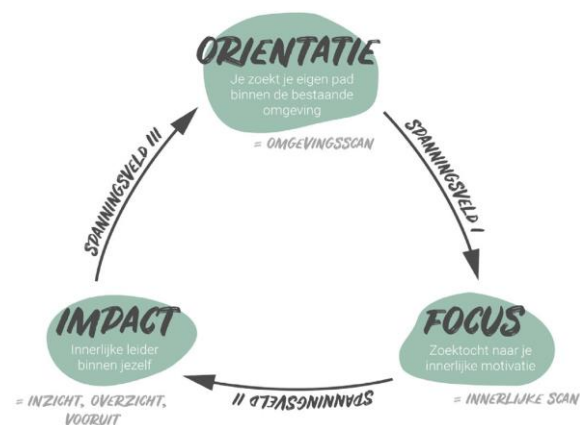 ORIENTATIE
Je zoekt je eigen pad
binnen de bestaande
omgeving
= OMGEVINGSSCAN
SPANNINGSVELD I
FOCUS
Zoektocht naar je
innerlijke motivatie
= INNERLIJKE SCAN
SPANNINGSVELD II
IMPACT
Innerlijke leider
binnen jezelf
= INZICHT, OVERZICHT,
VOORUIT
SPANNINGSVELD III